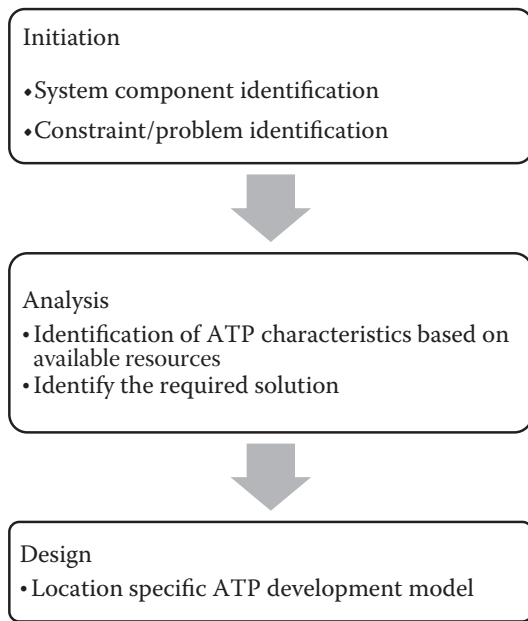 Initiation
•System component identification
•Constraint/problem identification
Analysis
• Identification of ATP characteristics based on
available resources
• Identify the required solution
Design
• Location specific ATP development model